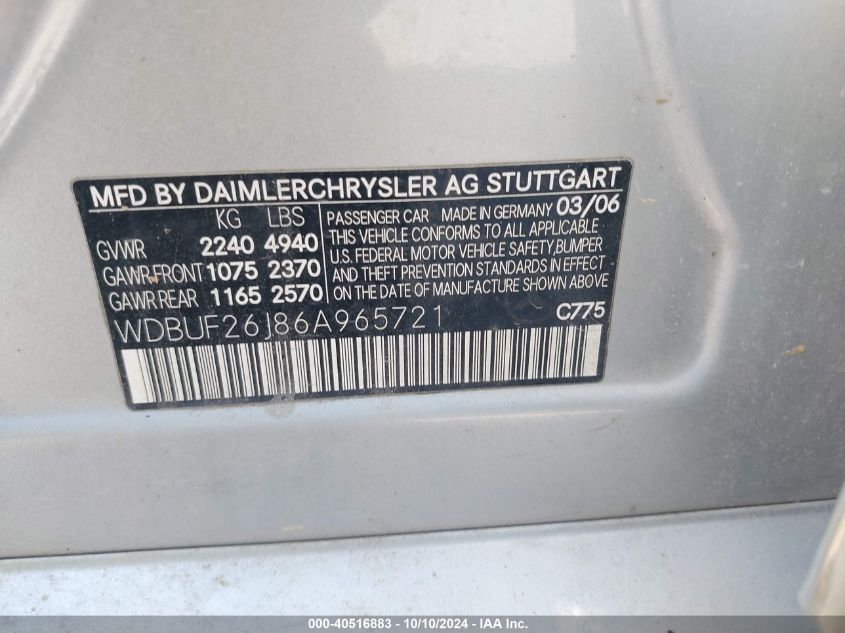 MFD BY DAIMLERCHRYSLER AG STUTTGART
KG LBS
GVWR 2240 4940
GAWR FRONT 1075 2370
GAWR REAR 1165 2570
PASSENGER CAR MADE IN GERMANY 03/06
THIS VEHICLE CONFORMS TO ALL APPLICABLE
U.S. FEDERAL MOTOR VEHICLE SAFETY, BUMPER
AND THEFT PREVENTION STANDARDS IN EFFECT
ON THE DATE OF MANUFACTURE SHOWN ABOVE
WDBUF26J86A965721 C775
000-40516883 - 10/10/2024 - IAA Inc.